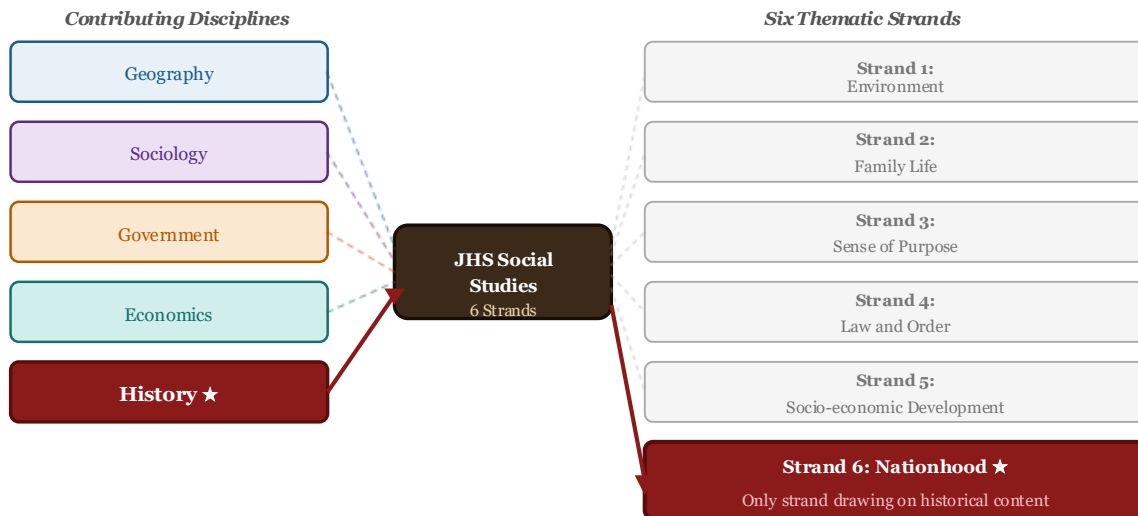 Contributing Disciplines
Geography
Sociology
Government
Economics
History ★
JHS Social
Studies
6 Strands
Six Thematic Strands
Strand 1:
Environment
Strand 2:
Family Life
Strand 3:
Sense of Purpose
Strand 4:
Law and Order
Strand 5:
Socio-economic Development
Strand 6: Nationhood ★
Only strand drawing on historical content